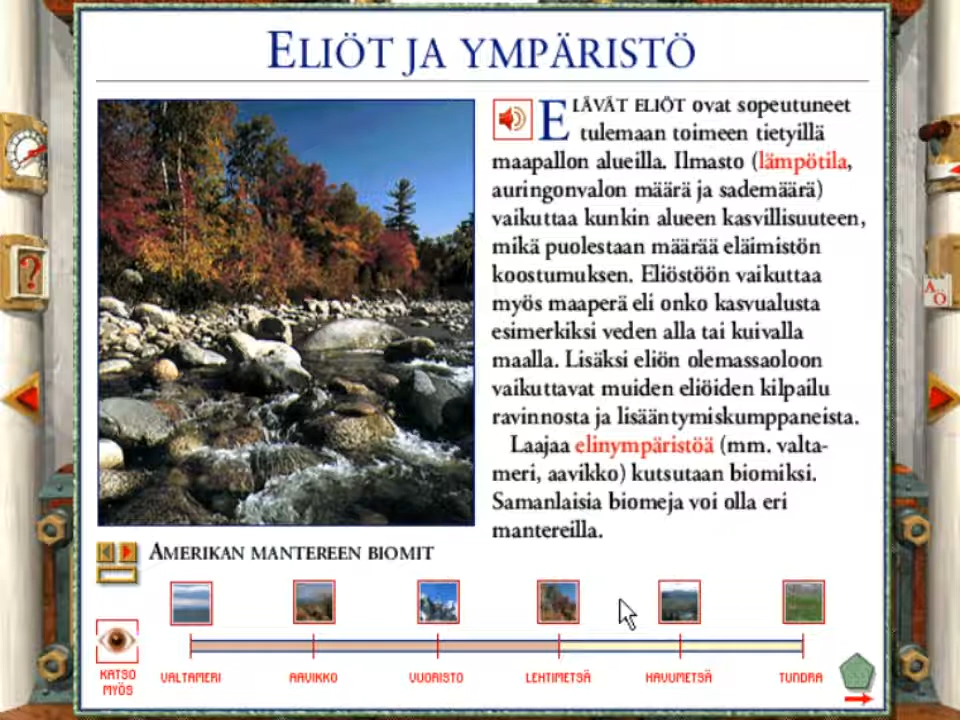 ELIÖT JA YMPÄRISTÖ
ELÄVÄT ELIÖT ovat sopeutuneet
tulemaan toimeen tietyillä
maapallon alueilla. Ilmasto (lämpötila,
auringonvalon määrä ja sademäärä)
vaikuttaa kunkin alueen kasvillisuuteen,
mikä puolestaan määrää eläimistön
koostumuksen. Eliöstöön vaikuttaa
myös maaperä eli onko kasvualusta
esimerkiksi veden alla tai kuivalla
maalla. Lisäksi eliön olemassaoloon
vaikuttavat muiden eliöiden kilpailu
ravinnosta ja lisääntymiskumppaneista.
Laajaa elinympäristöä (mm. valta-
meri, aavikko) kutsutaan biomiksi.
Samanlaisia biomeja voi olla eri
mantereilla.
AMERIKAN MANTEREEN BIOMIT
KATSO
MYÖS
VALTAMERI
AAVIKKO
VUORISTO
LEHTIMETSÄ
HAVUMETSÄ
TUNDRA
?
A..Ö